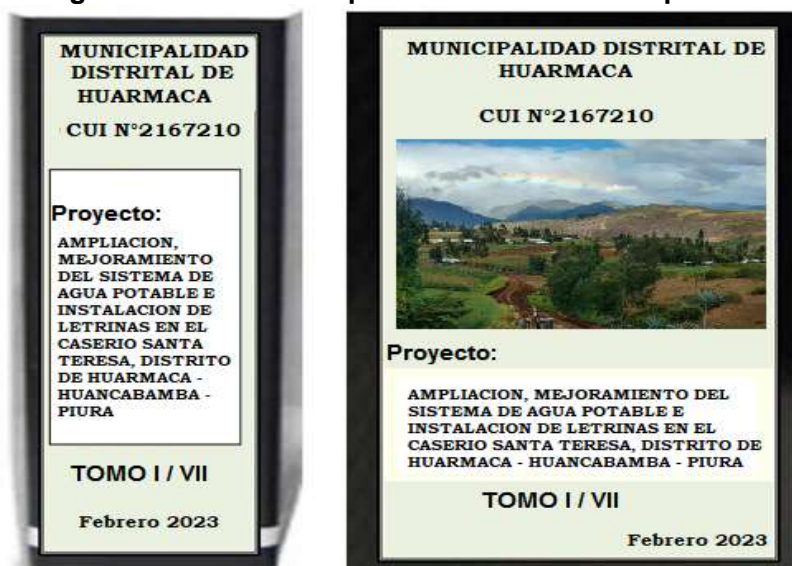 MUNICIPALIDAD
DISTRITAL DE
HUARMACA
CUI N°2167210
Proyecto:
AMPLIACION,
MEJORAMIENTO
DEL SISTEMA DE
AGUA POTABLE E
INSTALACION DE
LETRINAS EN EL
CASERIO SANTA
TERESA, DISTRITO
DE HUARMACA -
HUANCABAMBA -
PIURA
TOMO I / VII
Febrero 2023
MUNICIPALIDAD DISTRITAL DE
HUARMACA
CUI N°2167210
Proyecto:
AMPLIACION, MEJORAMIENTO DEL
SISTEMA DE AGUA POTABLE E
INSTALACION DE LETRINAS EN EL
CASERIO SANTA TERESA, DISTRITO DE
HUARMACA - HUANCABAMBA - PIURA
TOMO I / VII
Febrero 2023